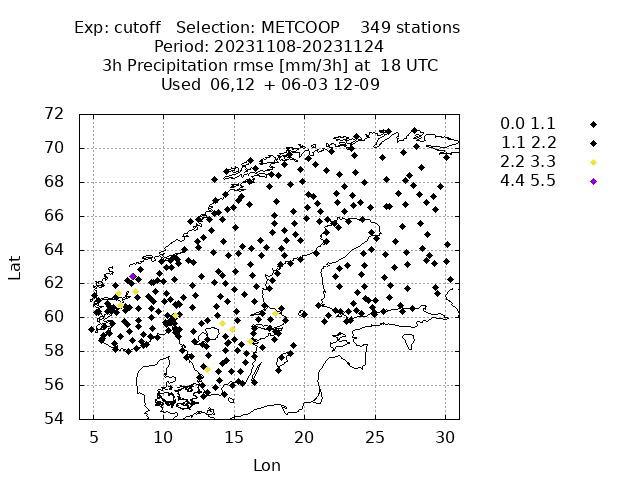 Exp: cutoff Selection: METCOOP 349 stations
Period: 20231108-20231124
3h Precipitation rmse [mm/3h] at 18 UTC
Used 06,12 + 06-03 12-09
0.0 1.1
1.1 2.2
2.2 3.3
4.4 5.5
72
70
68
66
64
62
60
58
56
54
Lat
5 10 15 20 25 30
Lon